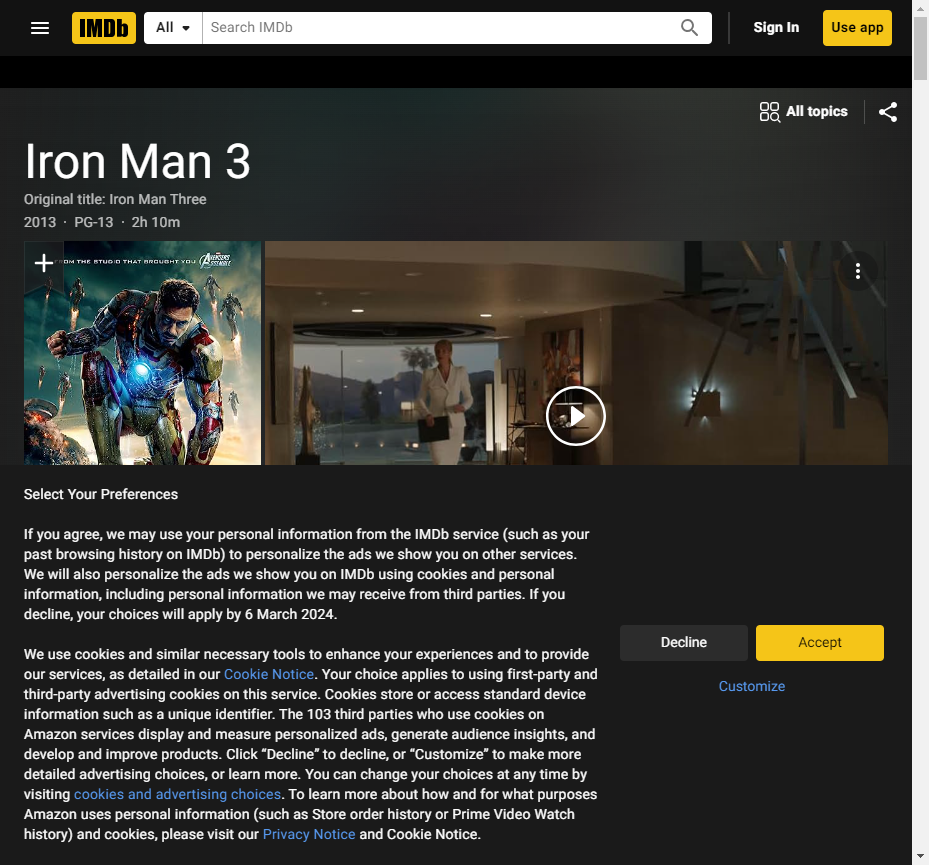 IMDb
All
Search IMDb
Sign In
Use app
All topics
Iron Man 3
Original title: Iron Man Three
2013 · PG-13 · 2h 10m
FROM THE STUDIO THAT BROUGHT YOU AVENGERS ASSEMBLE
Select Your Preferences
If you agree, we may use your personal information from the IMDb service (such as your
past browsing history on IMDb) to personalize the ads we show you on other services.
We will also personalize the ads we show you on IMDb using cookies and personal
information, including personal information we may receive from third parties. If you
decline, your choices will apply by 6 March 2024.
We use cookies and similar necessary tools to enhance your experiences and to provide
our services, as detailed in our Cookie Notice. Your choice applies to using first-party and
third-party advertising cookies on this service. Cookies store or access standard device
information such as a unique identifier. The 103 third parties who use cookies on
Amazon services display and measure personalized ads, generate audience insights, and
develop and improve products. Click “Decline” to decline, or “Customize” to make more
detailed advertising choices, or learn more. You can change your choices at any time by
visiting cookies and advertising choices. To learn more about how and for what purposes
Amazon uses personal information (such as Store order history or Prime Video Watch
history) and cookies, please visit our Privacy Notice and Cookie Notice.
Decline
Accept
Customize